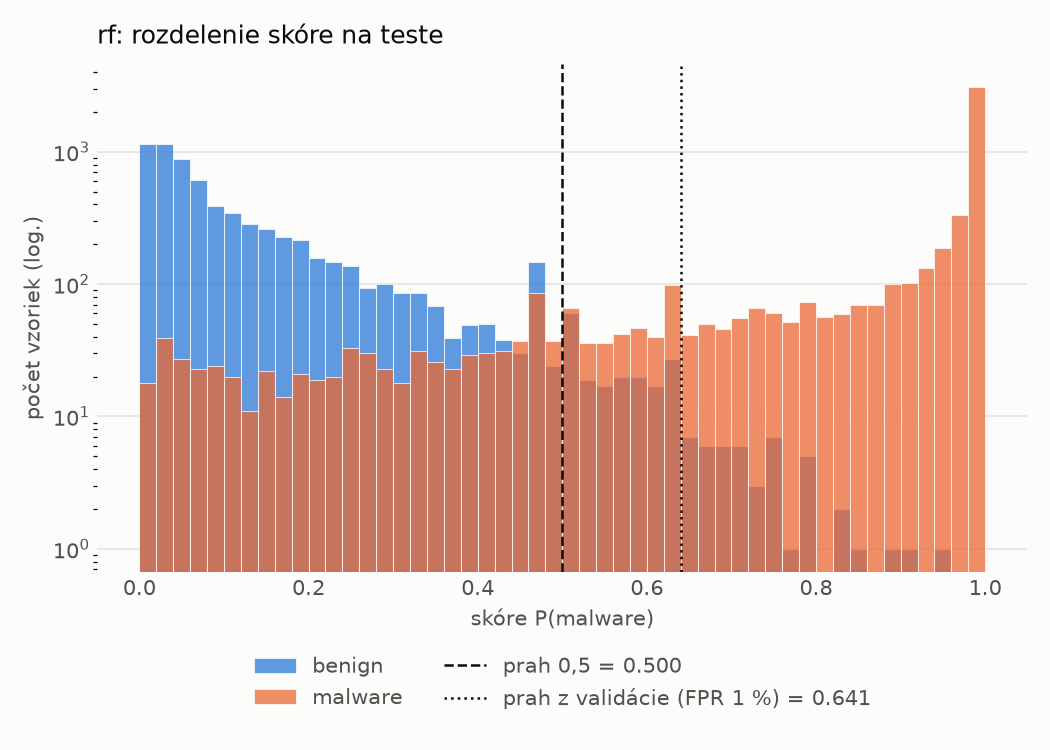 rf: rozdelenie skóre na teste
počet vzoriek (log.)
10³
10²
10¹
10⁰
0.0 0.2 0.4 0.6 0.8 1.0
skóre P(malware)
benign
malware
prah 0,5 = 0.500
prah z validácie (FPR 1 %) = 0.641